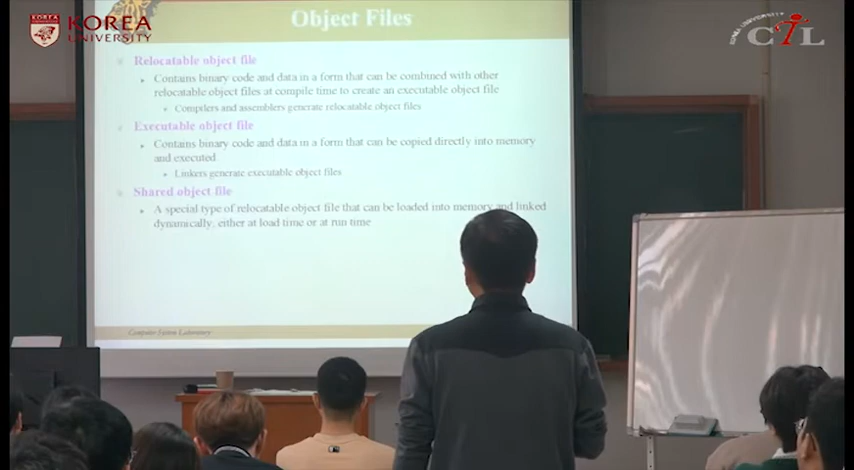 KOREA
UNIVERSITY
Object Files
CTL
Relocatable object file
Contains binary code and data in a form that can be combined with other
relocatable object files at compile time to create an executable object file
Compilers and assemblers generate relocatable object files
Executable object file
Contains binary code and data in a form that can be copied directly into memory
and executed
Linkers generate executable object files
Shared object file
A special type of relocatable object file that can be loaded into memory and linked
dynamically, either at load time or at run time
Computer System Laboratory